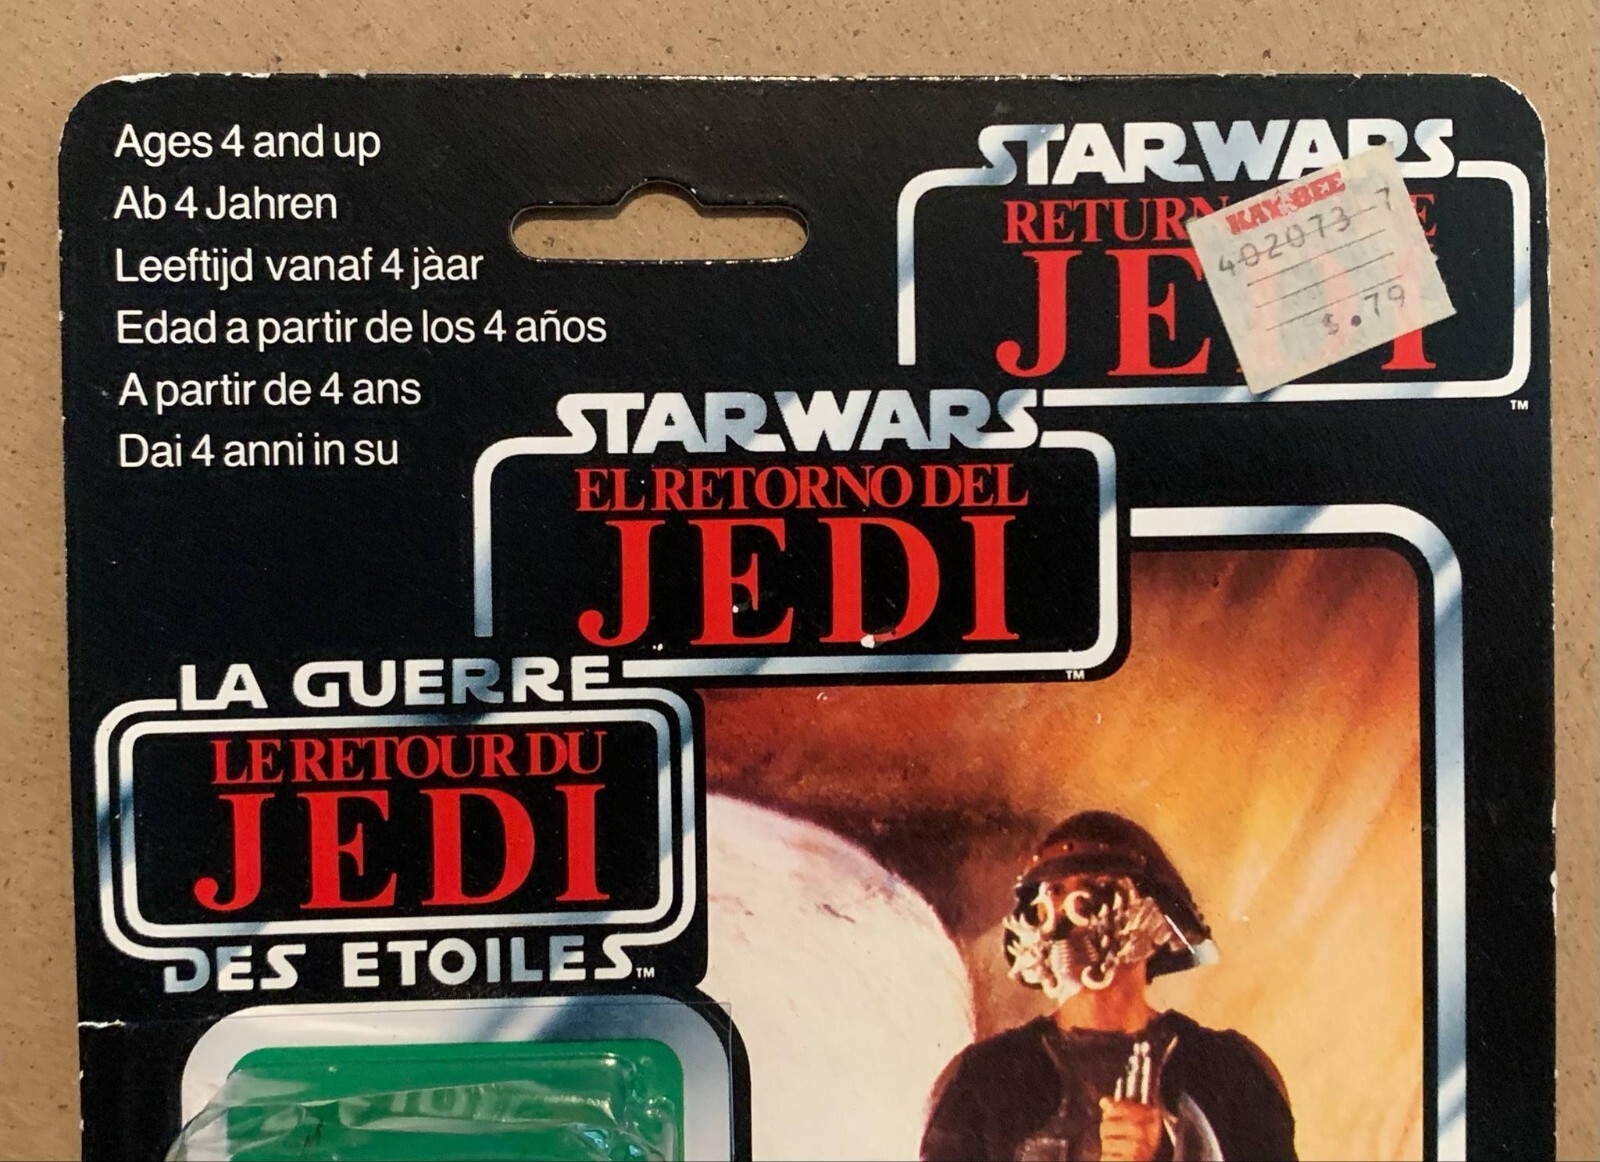 Ages 4 and up
Ab 4 Jahren
Leeftijd vanaf 4 jàar
Edad a partir de los 4 años
A partir de 4 ans
Dai 4 anni in su
STAR WARS
RETURN
JEDI
TM
KAY-BEE
402073-7
$.79
STAR WARS
EL RETORNO DEL
JEDI
TM
LA GUERRE
LE RETOUR DU
JEDI
DES ETOILES
TM